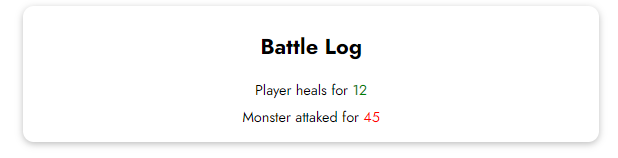 Battle Log
Player heals for 12
Monster attaked for 45